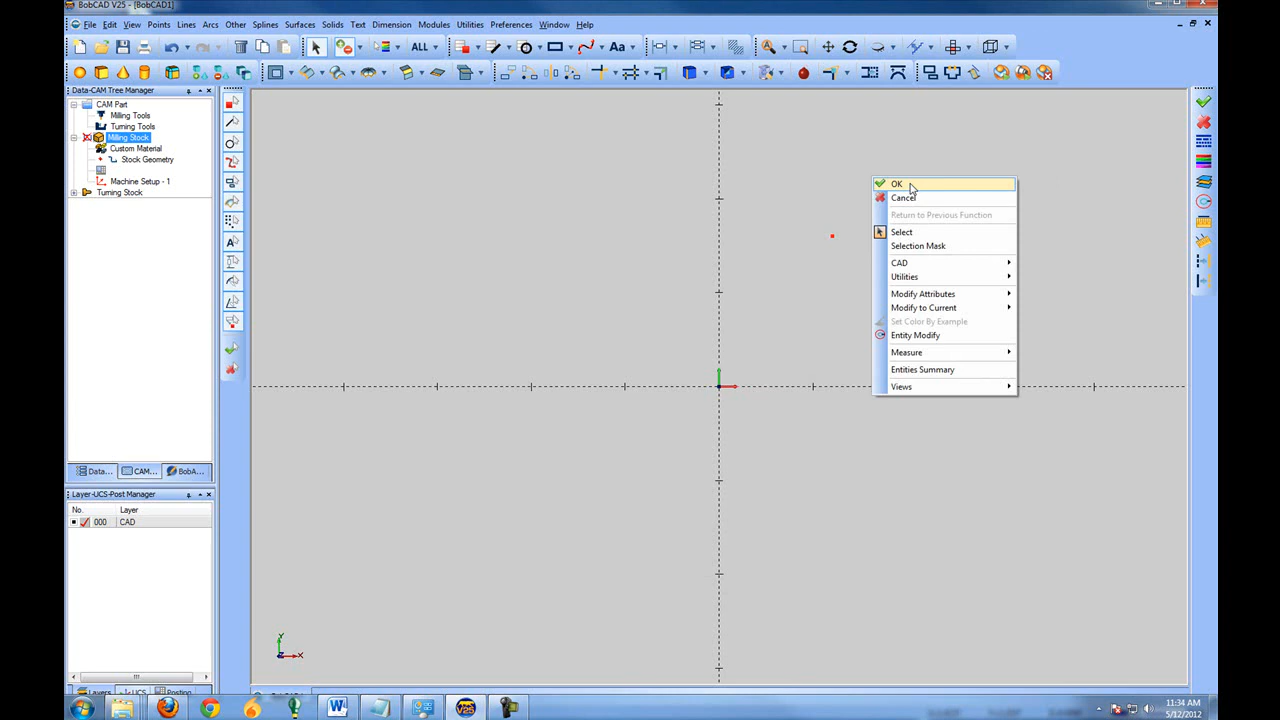 BobCAD V25 - [BobCAD1]
File Edit View Points Lines Arcs Other Splines Surfaces Solids Text Dimension Modules Utilities Preferences Window Help
ALL Aa
Data-CAM Tree Manager
CAM Part
Milling Tools
Turning Tools
Milling Stock
Custom Material
Stock Geometry
Machine Setup - 1
Turning Stock
OK
Cancel
Return to Previous Function
Select
Selection Mask
CAD
Utilities
Modify Attributes
Modify to Current
Set Color By Example
Entity Modify
Measure
Entities Summary
Views
Data... CAM... BobA...
Layer-UCS-Post Manager
No. Layer
000 CAD
Y
Z X
Layers UCS Posting
V25
11:34 AM
5/12/2012